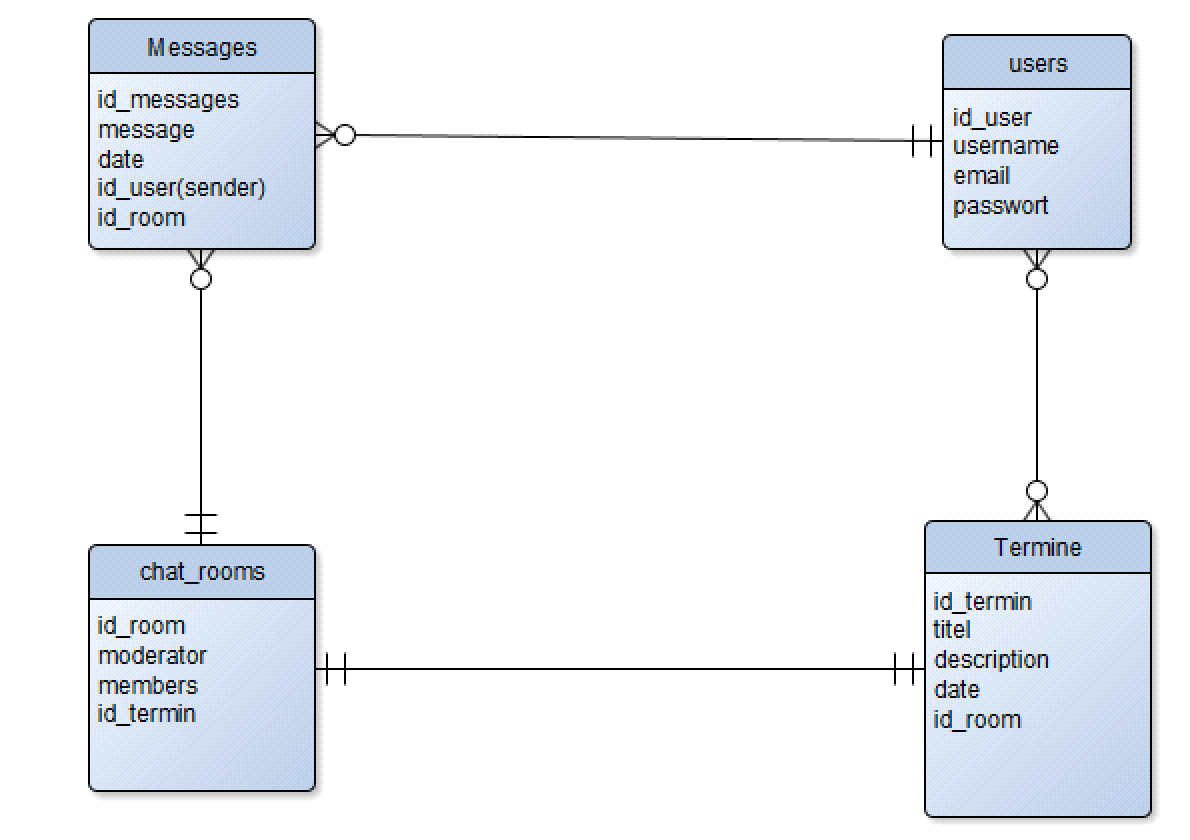 Messages
id_messages
message
date
id_user(sender)
id_room
users
id_user
username
email
passwort
chat_rooms
id_room
moderator
members
id_termin
Termine
id_termin
titel
description
date
id_room